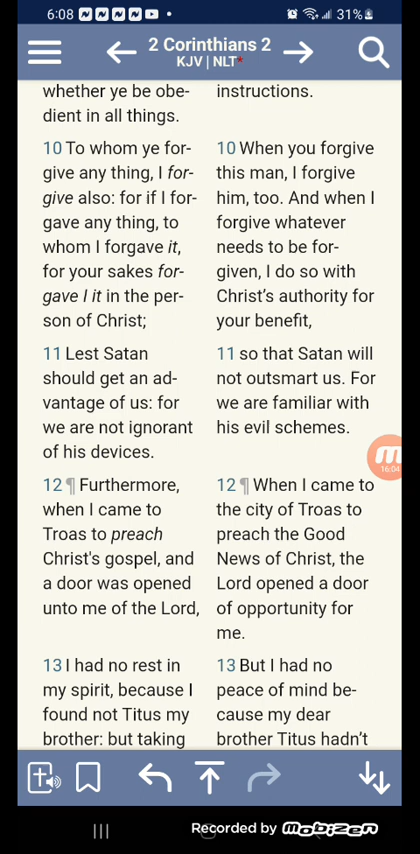 6:08 31%
2 Corinthians 2
KJV | NLT*
whether ye be obe-
dient in all things.
10 To whom ye for-
give any thing, I for-
give also: for if I for-
gave any thing, to
whom I forgave it,
for your sakes for-
gave I it in the per-
son of Christ;
11 Lest Satan
should get an ad-
vantage of us: for
we are not ignorant
of his devices.
12 ¶ Furthermore,
when I came to
Troas to preach
Christ's gospel, and
a door was opened
unto me of the Lord,
13 I had no rest in
my spirit, because I
found not Titus my
brother: but taking
instructions.
10 When you forgive
this man, I forgive
him, too. And when I
forgive whatever
needs to be for-
given, I do so with
Christ’s authority for
your benefit,
11 so that Satan will
not outsmart us. For
we are familiar with
his evil schemes.
12 ¶ When I came to
the city of Troas to
preach the Good
News of Christ, the
Lord opened a door
of opportunity for
me.
13 But I had no
peace of mind be-
cause my dear
brother Titus hadn’t
m
16:04
Recorded by mobizen